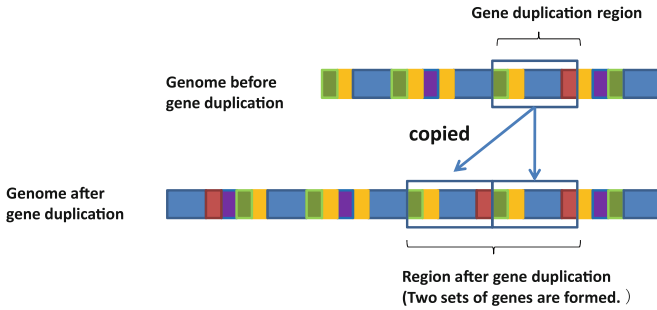 Gene duplication region
Genome before
gene duplication
copied
Genome after
gene duplication
Region after gene duplication
(Two sets of genes are formed.）